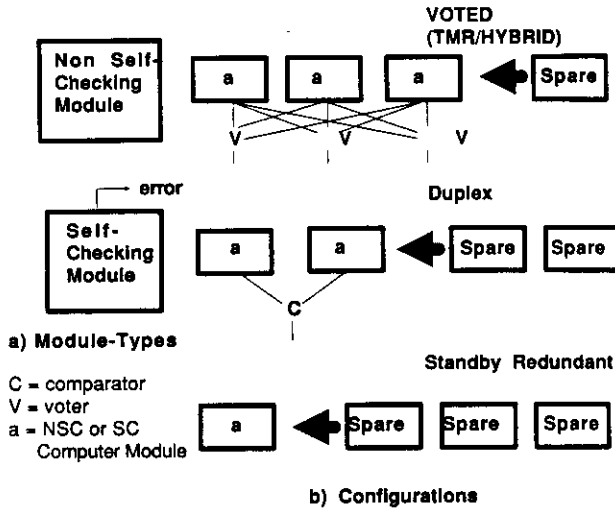 VOTED
(TMR/HYBRID)
Non Self-
Checking
Module
a
a
a
Spare
V
V
V
error
Duplex
Self-
Checking
Module
a
a
Spare
Spare
C
a) Module-Types
Standby Redundant
C = comparator
V = voter
a = NSC or SC
Computer Module
a
Spare
Spare
Spare
b) Configurations